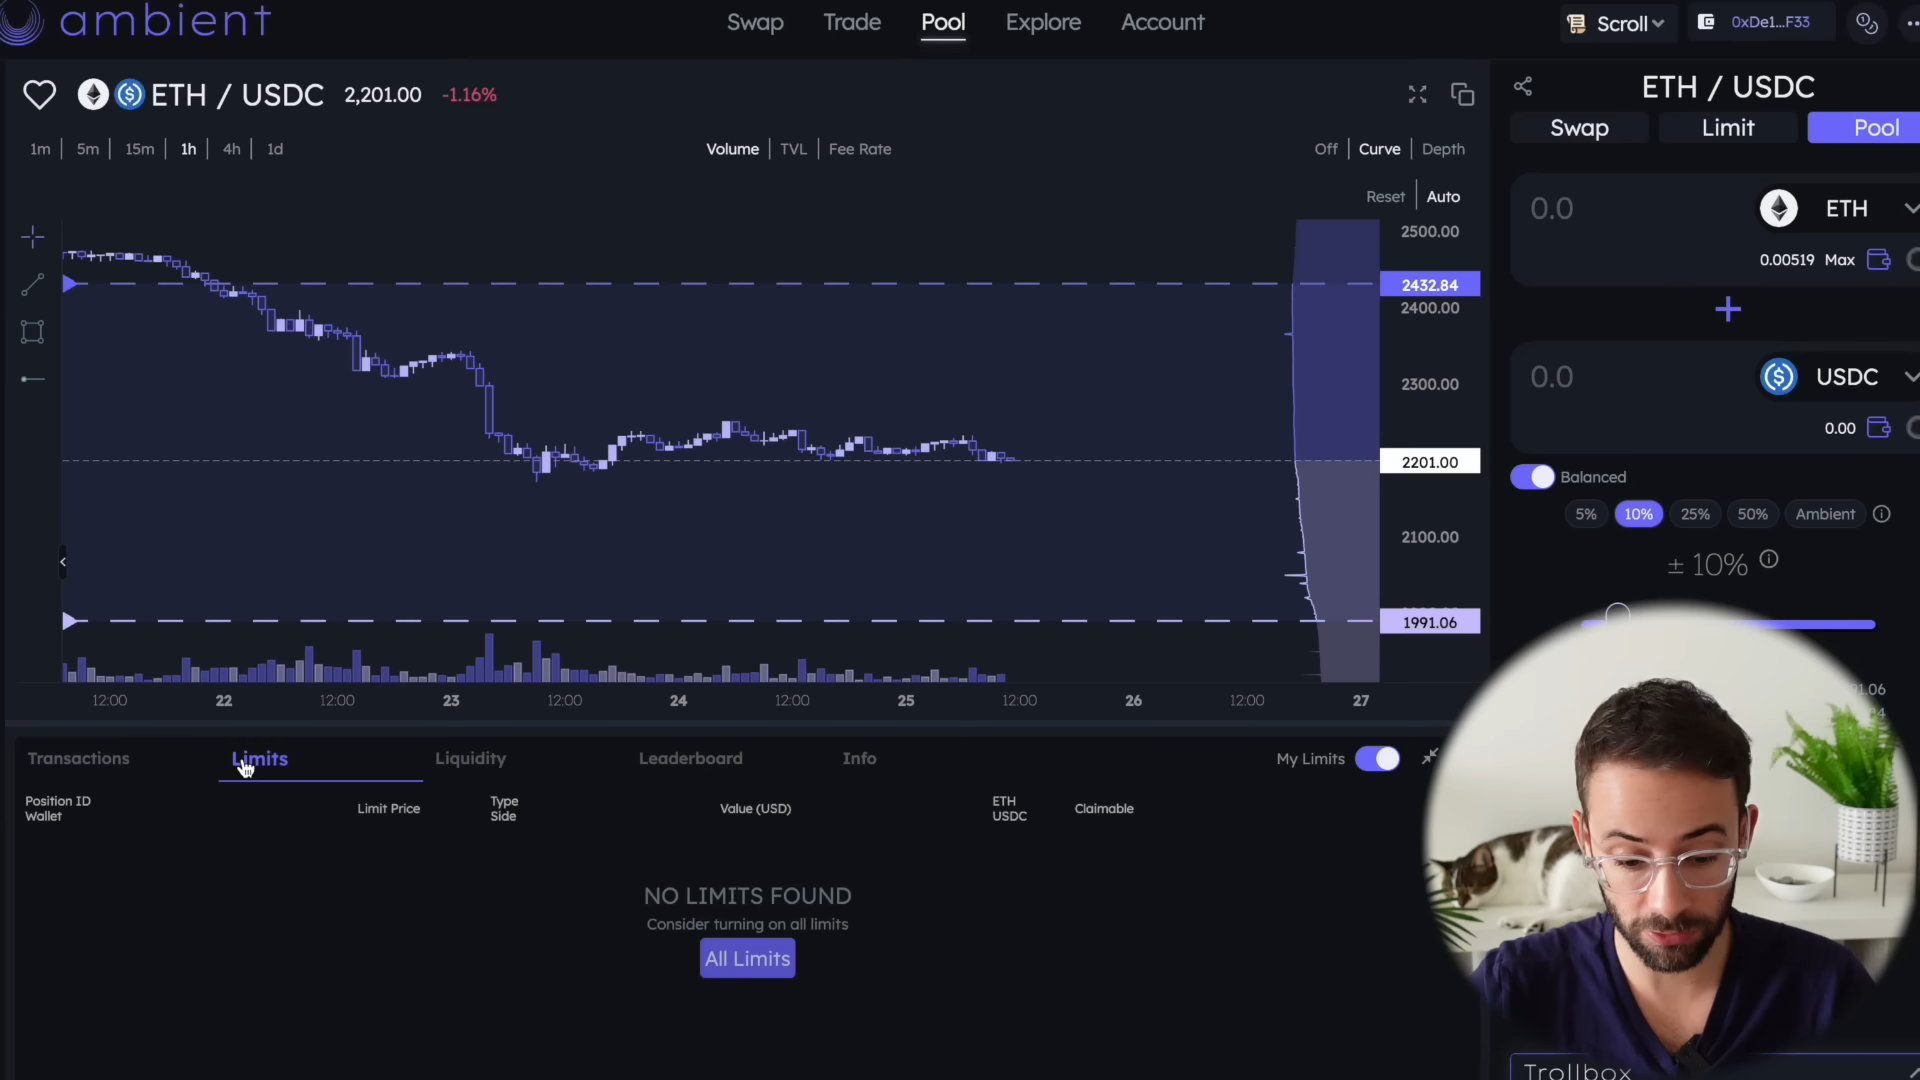 ambient
Swap Trade Pool Explore Account
Scroll
0xDe1...F33
ETH / USDC 2,201.00 -1.16%
1m 5m 15m 1h 4h 1d
Volume TVL Fee Rate
Off Curve Depth
Reset Auto
2500.00
2432.84
2400.00
2300.00
2201.00
2100.00
1991.06
12:00 22 12:00 23 12:00 24 12:00 25 12:00 26 12:00 27
Transactions Limits Liquidity Leaderboard Info
My Limits
Position ID
Wallet
Limit Price
Type
Side
Value (USD)
ETH
USDC
Claimable
NO LIMITS FOUND
Consider turning on all limits
All Limits
ETH / USDC
Swap Limit Pool
0.0 ETH
0.00519 Max
0.0 USDC
0.00
Balanced
5% 10% 25% 50% Ambient
± 10%
Trollbox